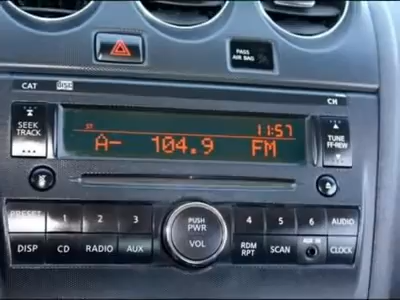 PASS
AIR BAG
CAT DISC CH
SEEK
TRACK
ST 11:57
A- 104.9 FM
TUNE
FF·REW
PRESET 1 2 3 PUSH
PWR
VOL 4 5 6 AUDIO
DISP CD RADIO AUX RDM
RPT SCAN AUX IN CLOCK